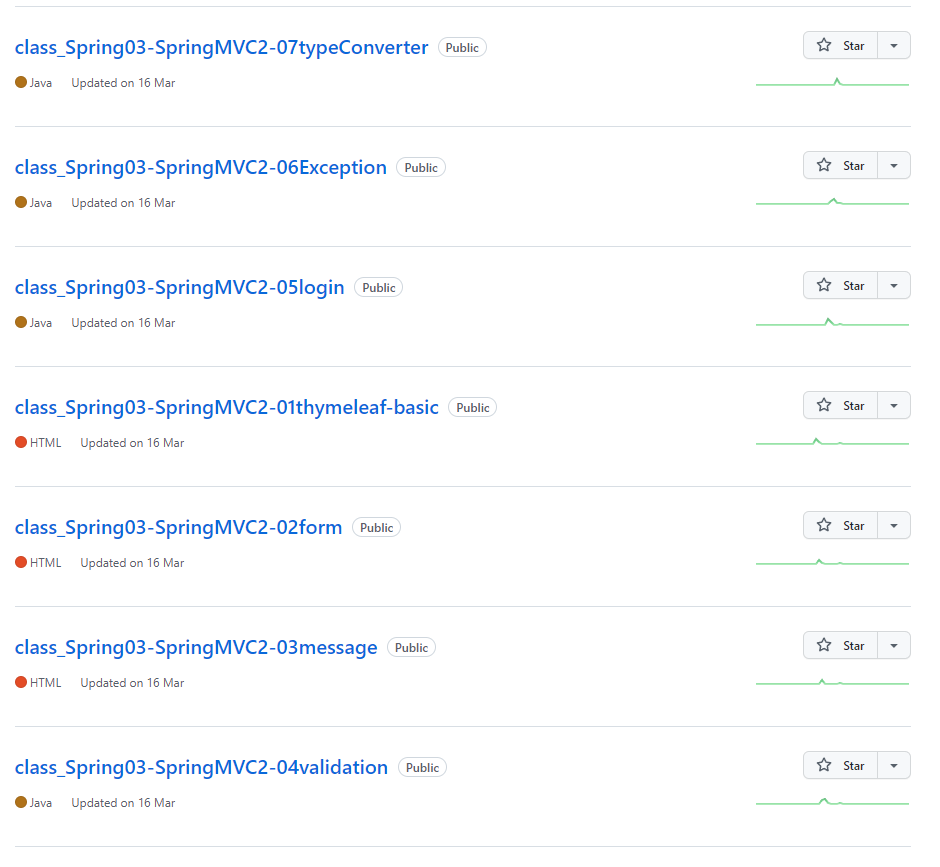 class_Spring03-SpringMVC2-07typeConverter Public Star
Java Updated on 16 Mar
class_Spring03-SpringMVC2-06Exception Public Star
Java Updated on 16 Mar
class_Spring03-SpringMVC2-05login Public Star
Java Updated on 16 Mar
class_Spring03-SpringMVC2-01thymeleaf-basic Public Star
HTML Updated on 16 Mar
class_Spring03-SpringMVC2-02form Public Star
HTML Updated on 16 Mar
class_Spring03-SpringMVC2-03message Public Star
HTML Updated on 16 Mar
class_Spring03-SpringMVC2-04validation Public Star
Java Updated on 16 Mar